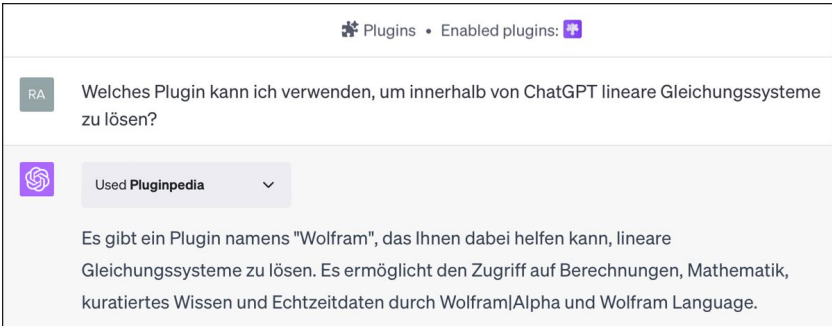 Plugins • Enabled plugins:
RA
Welches Plugin kann ich verwenden, um innerhalb von ChatGPT lineare Gleichungssysteme
zu lösen?
Used Pluginpedia
Es gibt ein Plugin namens "Wolfram", das Ihnen dabei helfen kann, lineare
Gleichungssysteme zu lösen. Es ermöglicht den Zugriff auf Berechnungen, Mathematik,
kuratiertes Wissen und Echtzeitdaten durch Wolfram|Alpha und Wolfram Language.